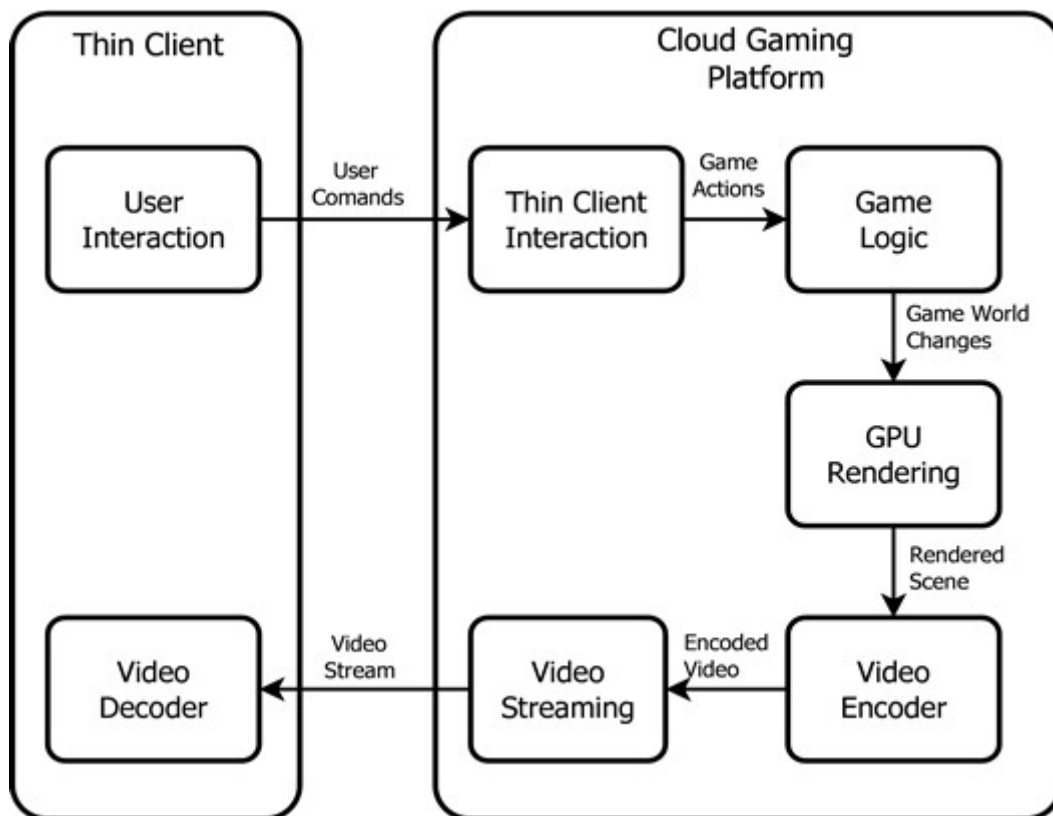 Thin Client
Cloud Gaming
Platform
User
Interaction
User
Comands
Thin Client
Interaction
Game
Actions
Game
Logic
Game World
Changes
GPU
Rendering
Rendered
Scene
Video
Decoder
Video
Stream
Video
Streaming
Encoded
Video
Video
Encoder